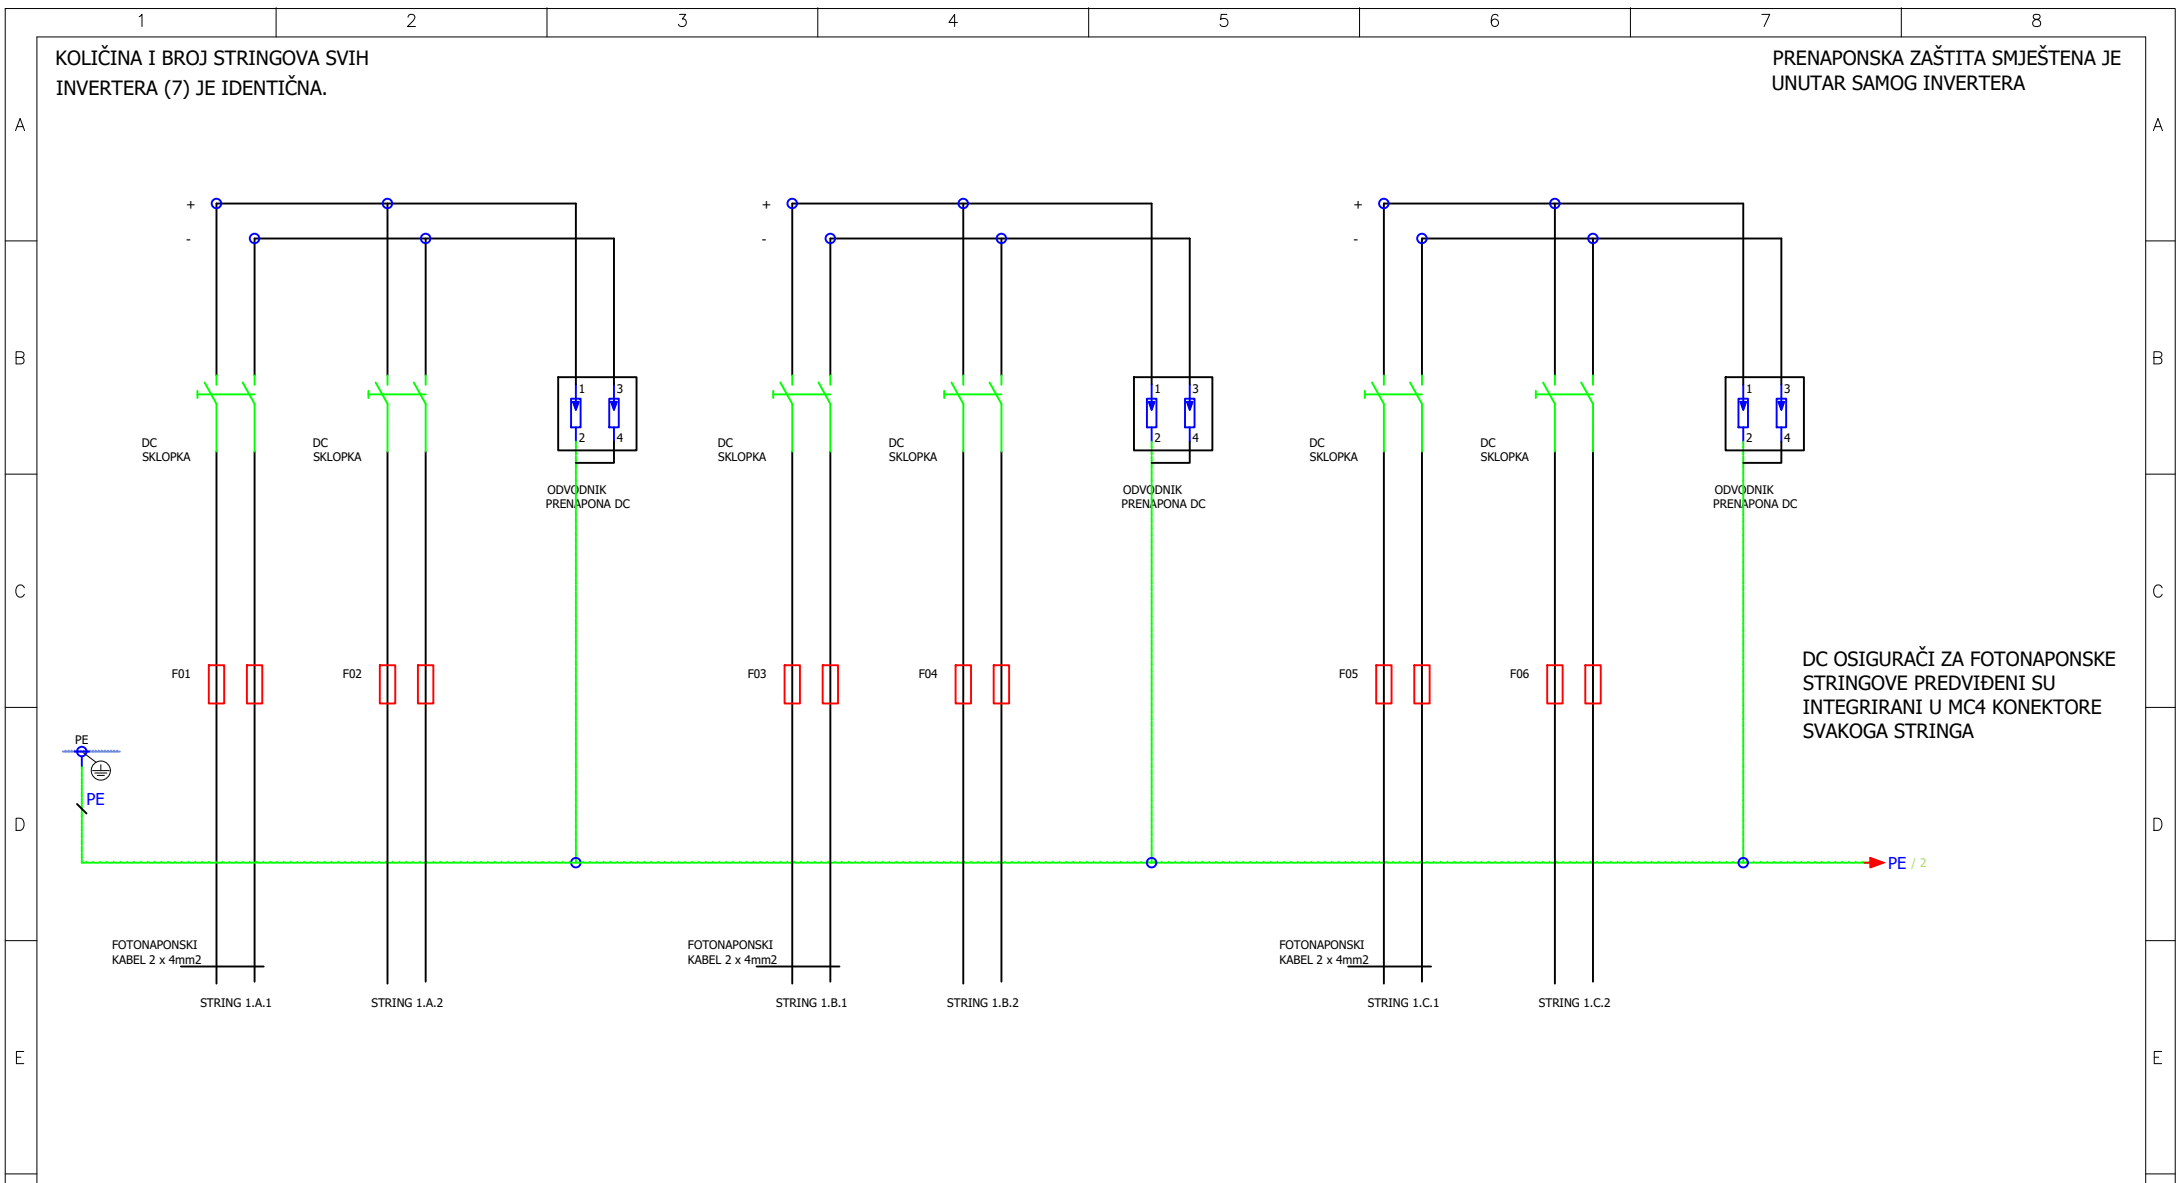 1 2 3 4 5 6 7 8
KOLIČINA I BROJ STRINGOVA SVIH
INVERTERA (7) JE IDENTIČNA.
PRENAPONSKA ZAŠTITA SMJEŠTENA JE
UNUTAR SAMOG INVERTERA
A A
+ + +
- - -
B B
1 3 1 3 1 3
2 4 2 4 2 4
DC
SKLOPKA
DC
SKLOPKA
DC
SKLOPKA
DC
SKLOPKA
DC
SKLOPKA
DC
SKLOPKA
ODVODNIK
PRENAPONA DC
ODVODNIK
PRENAPONA DC
ODVODNIK
PRENAPONA DC
C C
F01 F02 F03 F04 F05 F06
DC OSIGURAČI ZA FOTONAPONSKE
STRINGOVE PREDVIĐENI SU
INTEGRIRANI U MC4 KONEKTORE
SVAKOGA STRINGA
PE
PE
D D
PE / 2
FOTONAPONSKI
KABEL 2 x 4mm2
FOTONAPONSKI
KABEL 2 x 4mm2
FOTONAPONSKI
KABEL 2 x 4mm2
STRING 1.A.1 STRING 1.A.2 STRING 1.B.1 STRING 1.B.2 STRING 1.C.1 STRING 1.C.2
E E